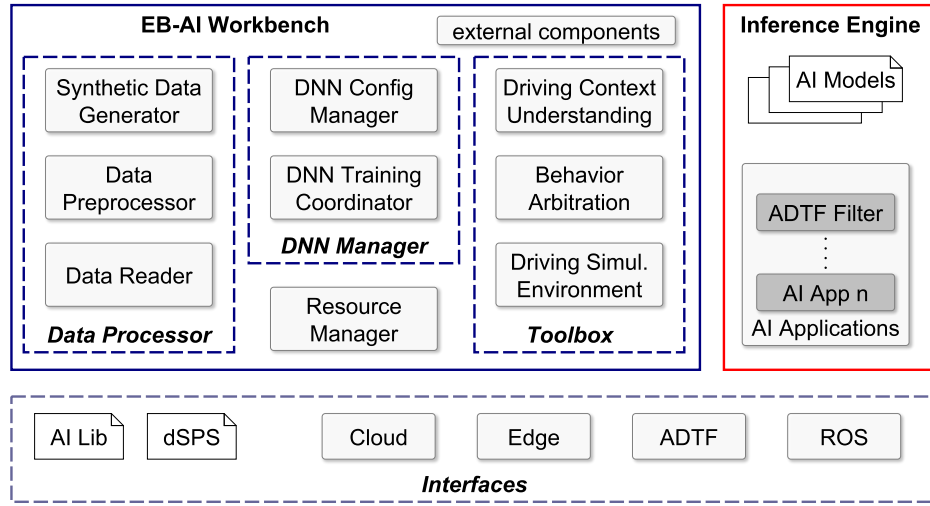 EB-AI Workbench
external components
Synthetic Data
Generator
Data
Preprocessor
Data Reader
Data Processor
DNN Config
Manager
DNN Training
Coordinator
DNN Manager
Resource
Manager
Driving Context
Understanding
Behavior
Arbitration
Driving Simul.
Environment
Toolbox
Inference Engine
AI Models
ADTF Filter
AI App n
AI Applications
AI Lib
dSPS
Cloud
Edge
ADTF
ROS
Interfaces